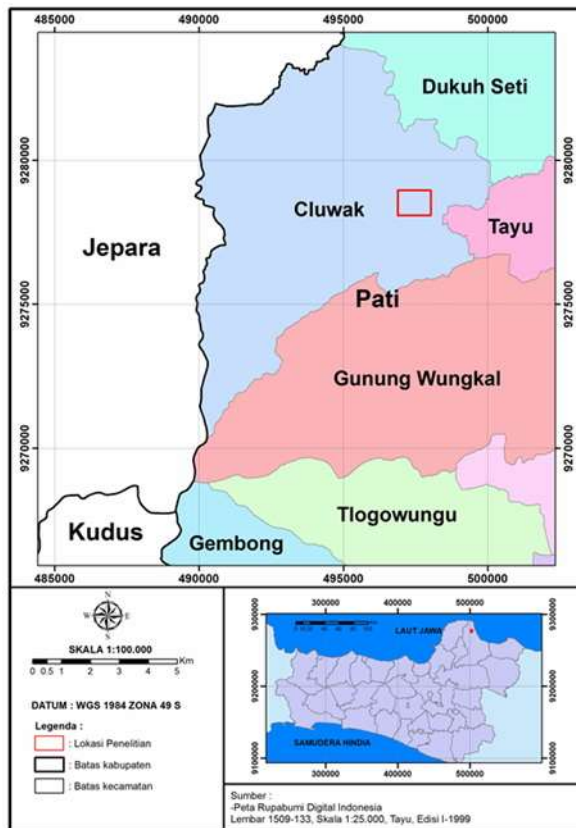 485000 490000 495000 500000
Dukuh Seti
9280000 9280000
Cluwak
Tayu
Jepara
Pati
9275000 9275000
Gunung Wungkal
9270000 9270000
Tlogowungu
Kudus
Gembong
485000 490000 495000 500000
N
W E
S
SKALA 1:100.000
0 0.5 1 2 3 4 5 Km
DATUM : WGS 1984 ZONA 49 S
Legenda :
: Lokasi Penelitian
: Batas kabupaten
: Batas kecamatan
300000 400000 500000
9300000 9300000
LAUT JAWA
9200000 9200000
SAMUDERA HINDIA
9100000 9100000
300000 400000 500000
Sumber :
-Peta Rupabumi Digital Indonesia
Lembar 1509-133, Skala 1:25.000, Tayu, Edisi I-1999